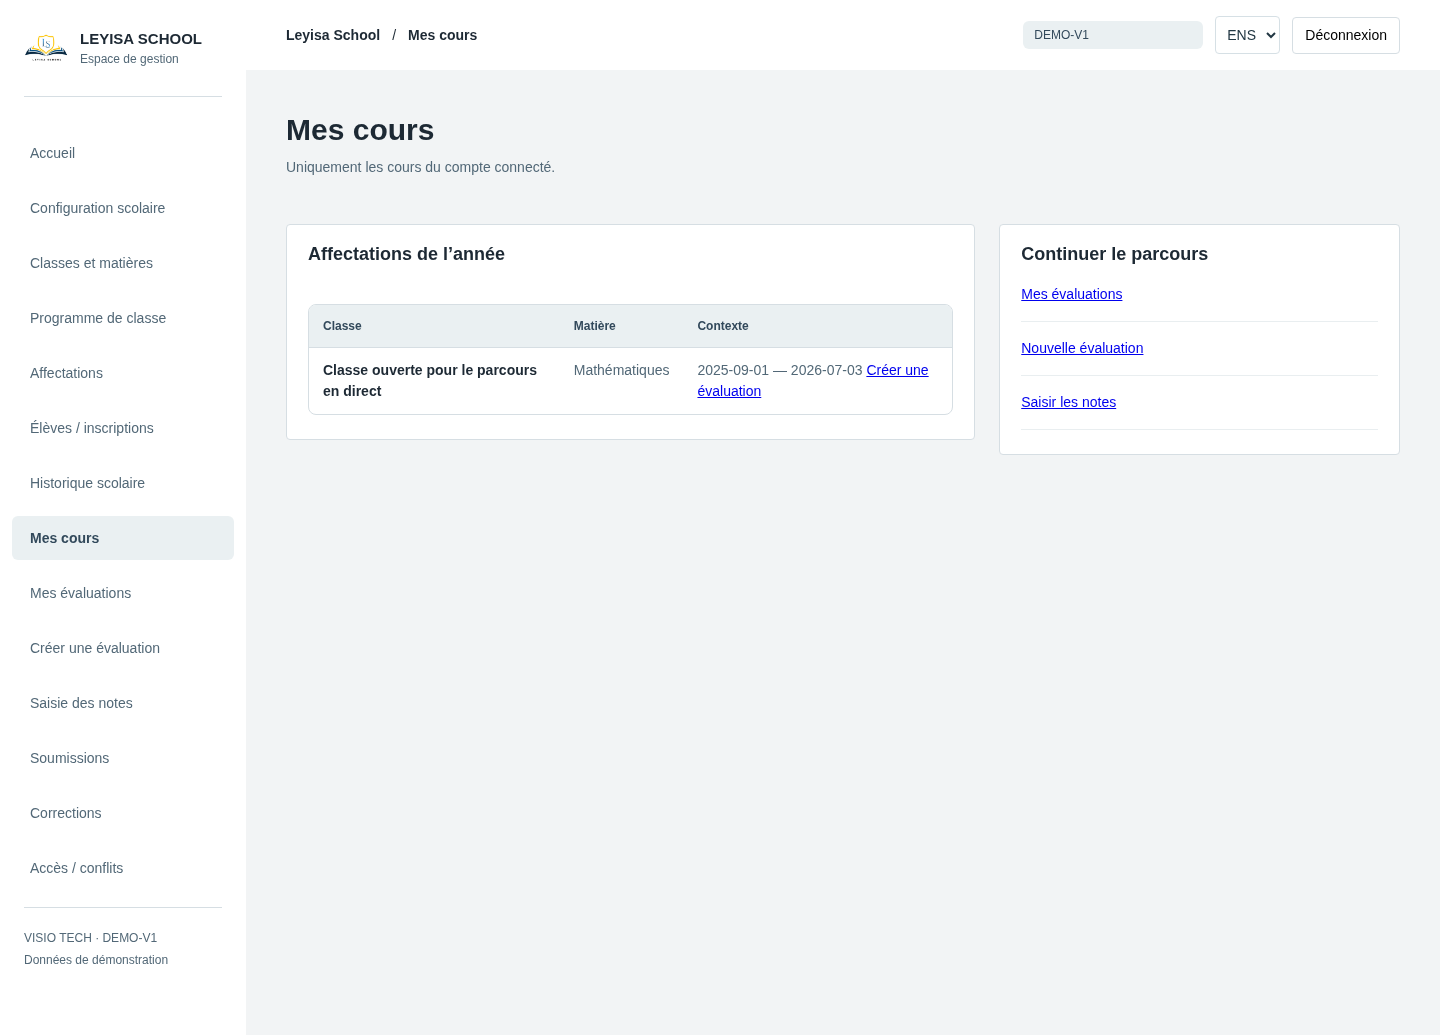 LEYISA SCHOOL
Espace de gestion
Accueil
Configuration scolaire
Classes et matières
Programme de classe
Affectations
Élèves / inscriptions
Historique scolaire
Mes cours
Mes évaluations
Créer une évaluation
Saisie des notes
Soumissions
Corrections
Accès / conflits
VISIO TECH · DEMO-V1
Données de démonstration
Leyisa School / Mes cours
DEMO-V1
ENS
Déconnexion
Mes cours
Uniquement les cours du compte connecté.
Affectations de l’année
Classe Matière Contexte
Classe ouverte pour le parcours en direct Mathématiques 2025-09-01 — 2026-07-03 Créer une évaluation
Continuer le parcours
Mes évaluations
Nouvelle évaluation
Saisir les notes